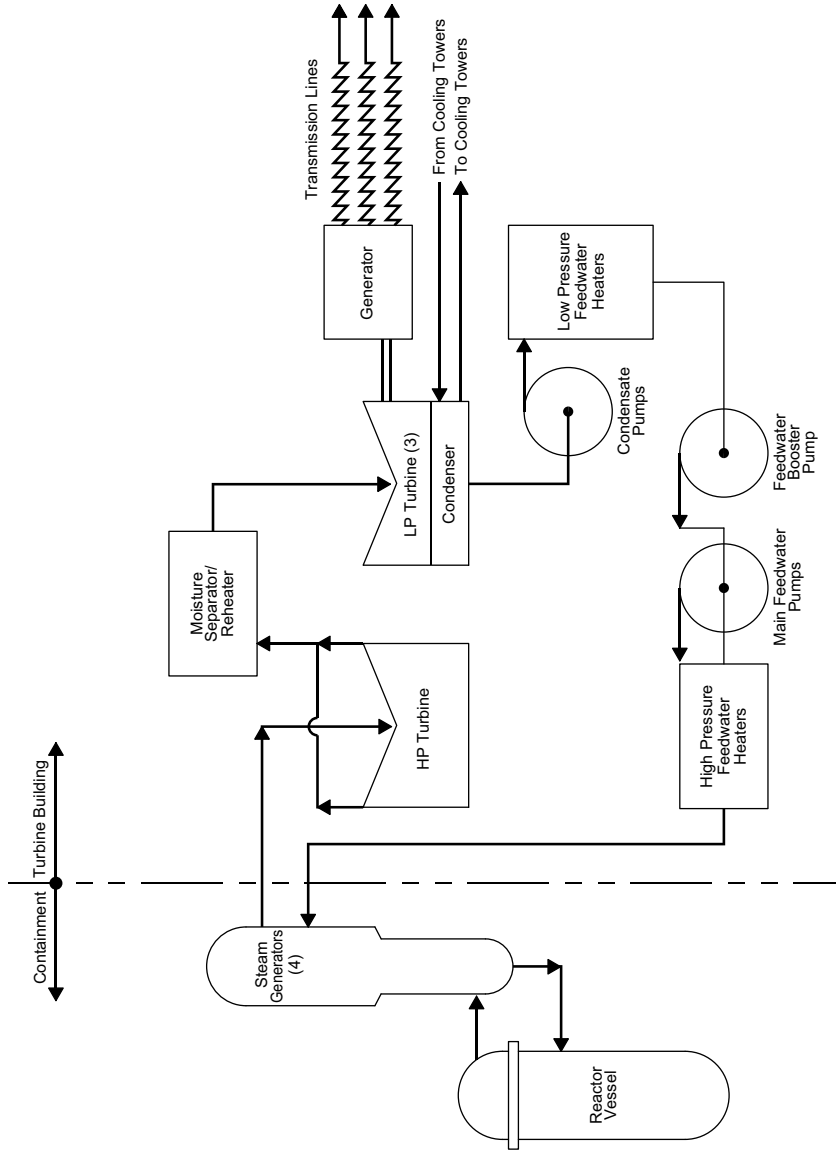 Containment
Turbine Building
Steam
Generators
(4)
Reactor
Vessel
HP Turbine
Moisture
Separator/
Reheater
LP Turbine (3)
Condenser
Generator
Transmission Lines
From Cooling Towers
To Cooling Towers
Condensate
Pumps
Low Pressure
Feedwater
Heaters
Feedwater
Booster
Pump
Main Feedwater
Pumps
High Pressure
Feedwater
Heaters